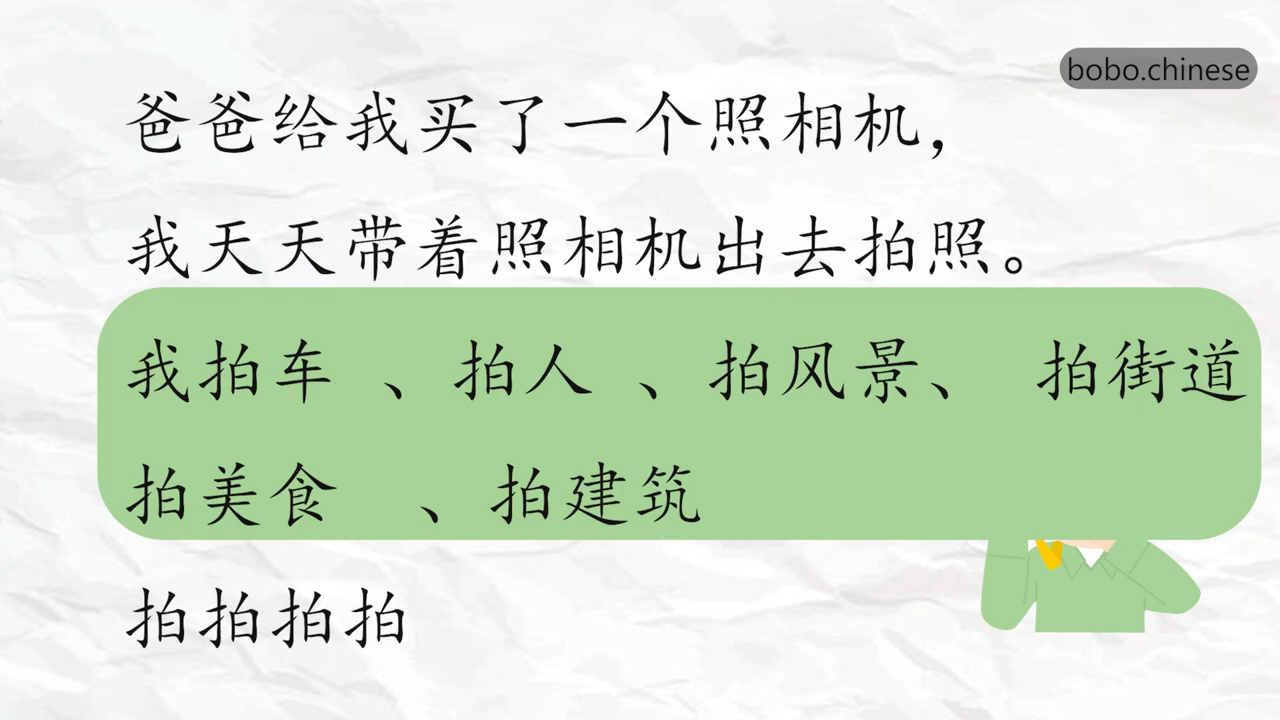 bobo.chinese
爸爸给我买了一个照相机，
我天天带着照相机出去拍照。
我拍车 、拍人 、拍风景、 拍街道
拍美食 、拍建筑
拍拍拍拍